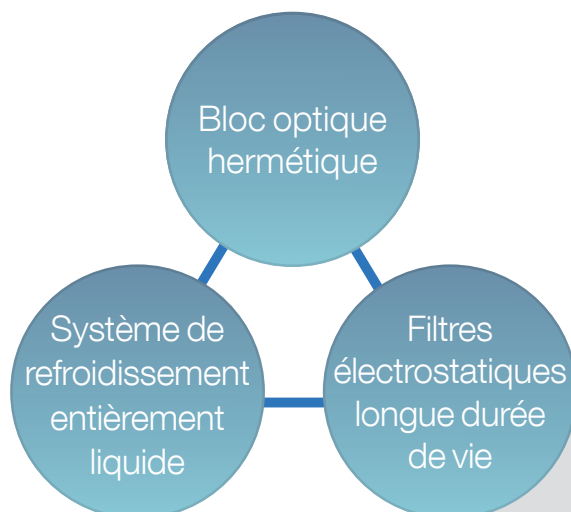 Bloc optique
hermétique
Système de
refroidissement
entièrement
liquide
Filtres
électrostatiques
longue durée
de vie